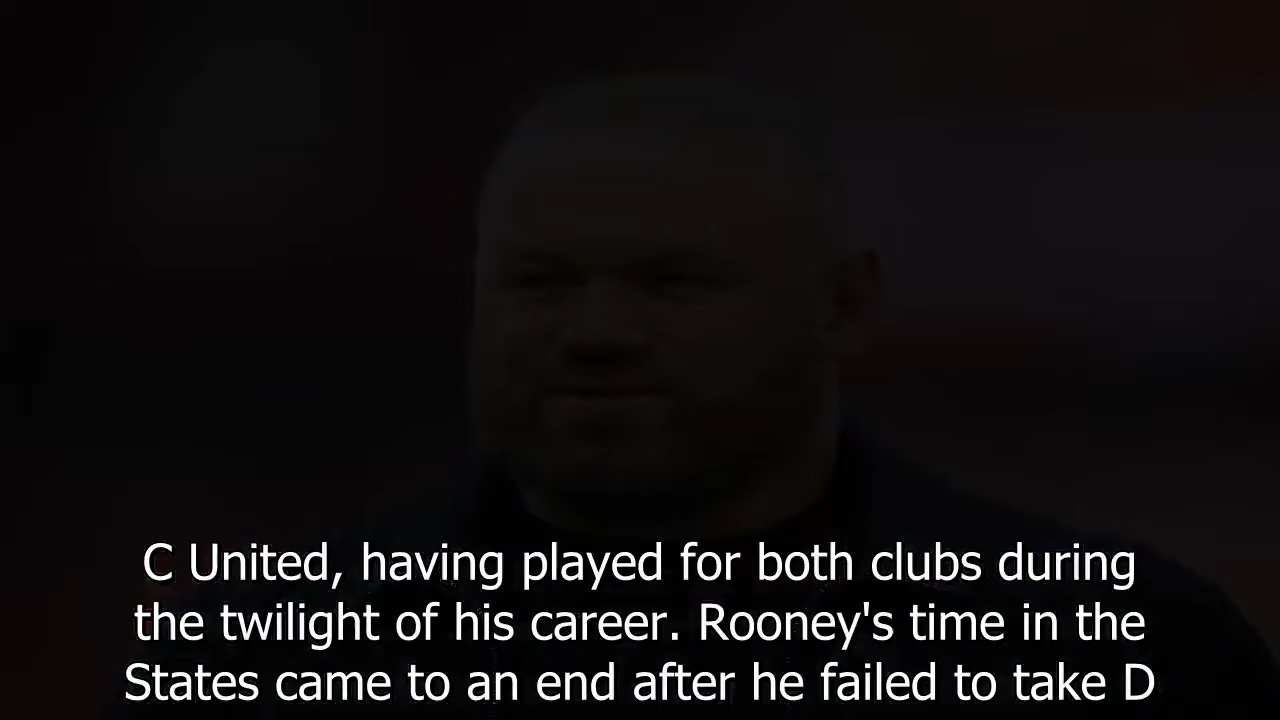 C United, having played for both clubs during
the twilight of his career. Rooney's time in the
States came to an end after he failed to take D